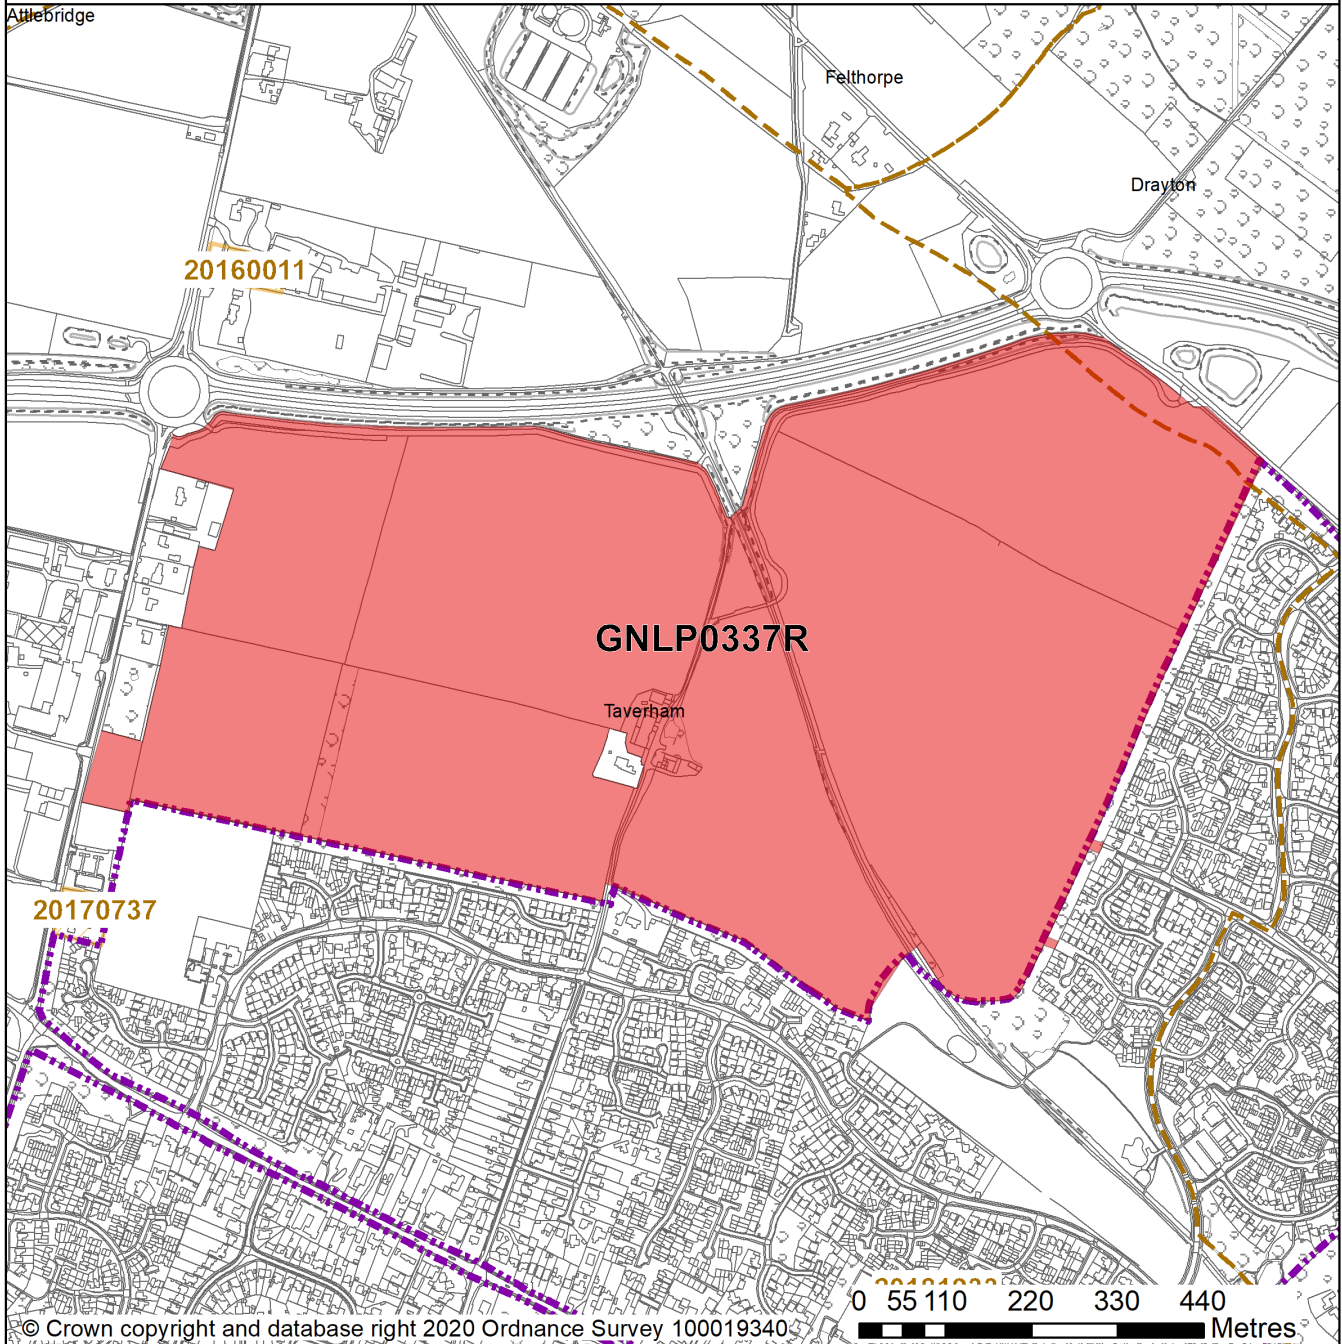 Attlebridge
Felthorpe
Drayton
20160011
GNLP0337R
Taverham
20170737
0 55 110 220 330 440
Metres
© Crown copyright and database right 2020 Ordnance Survey 100019340